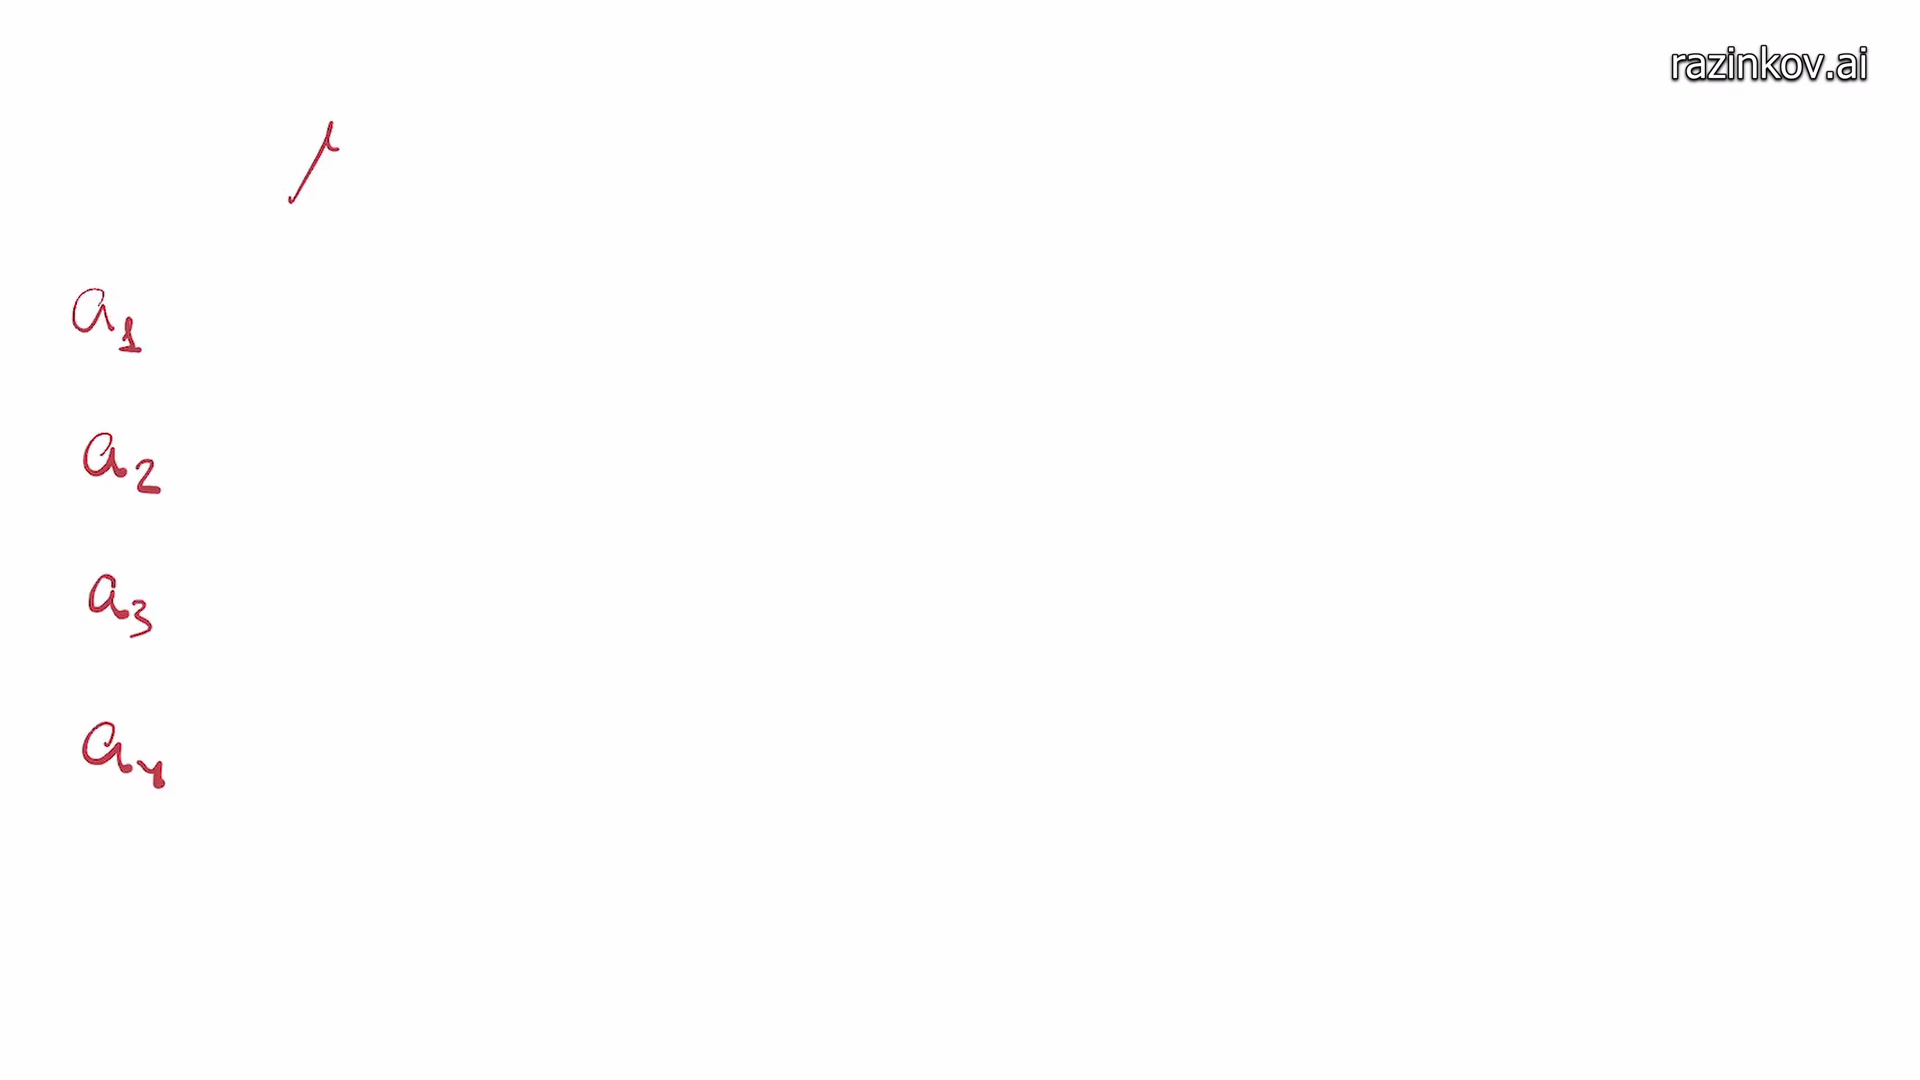 razinkov.ai
a₁
a₂
a₃
a₄